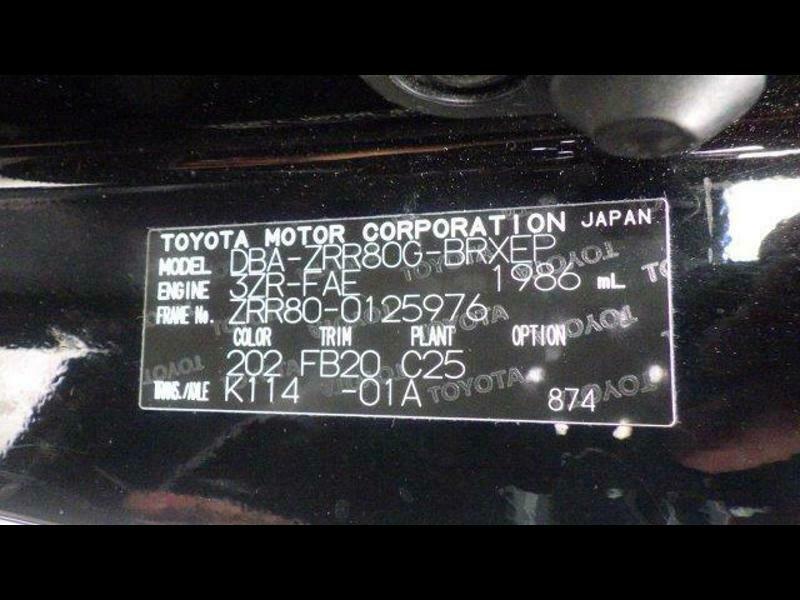 TOYOTA MOTOR CORPORATION JAPAN
MODEL DBA-ZRR80G-BRXEP
ENGINE 3ZR-FAE 1986 mL
FRAME No. ZRR80-0125976
COLOR TRIM PLANT OPTION
202 FB20 C25
TRANS./AXLE K114 -01A 874